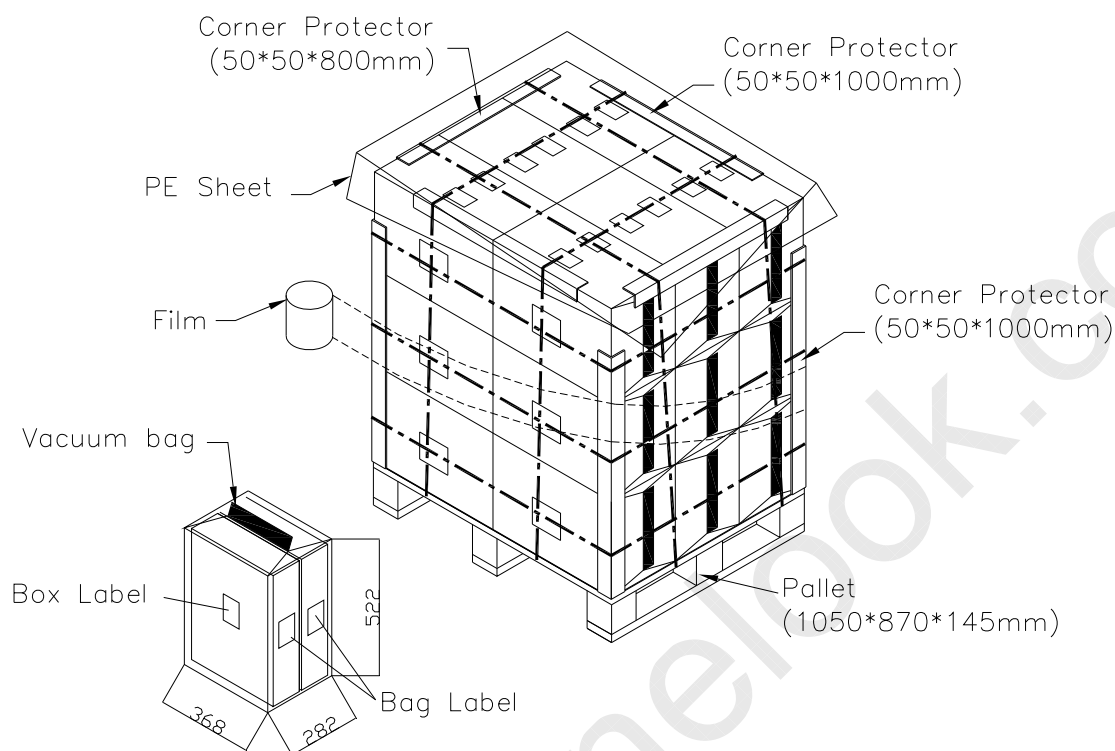 Corner Protector
(50*50*800mm)
Corner Protector
(50*50*1000mm)
PE Sheet
Film
Corner Protector
(50*50*1000mm)
Vacuum bag
Box Label
522
Pallet
(1050*870*145mm)
Bag Label
368
282